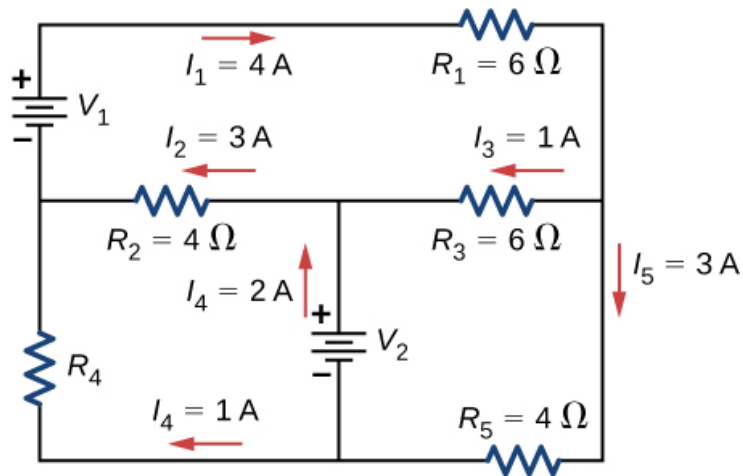 I₁ = 4 A
R₁ = 6 Ω
+
V₁
−
I₂ = 3 A
I₃ = 1 A
R₂ = 4 Ω
R₃ = 6 Ω
I₅ = 3 A
I₄ = 2 A
+
V₂
−
R₄
I₄ = 1 A
R₅ = 4 Ω